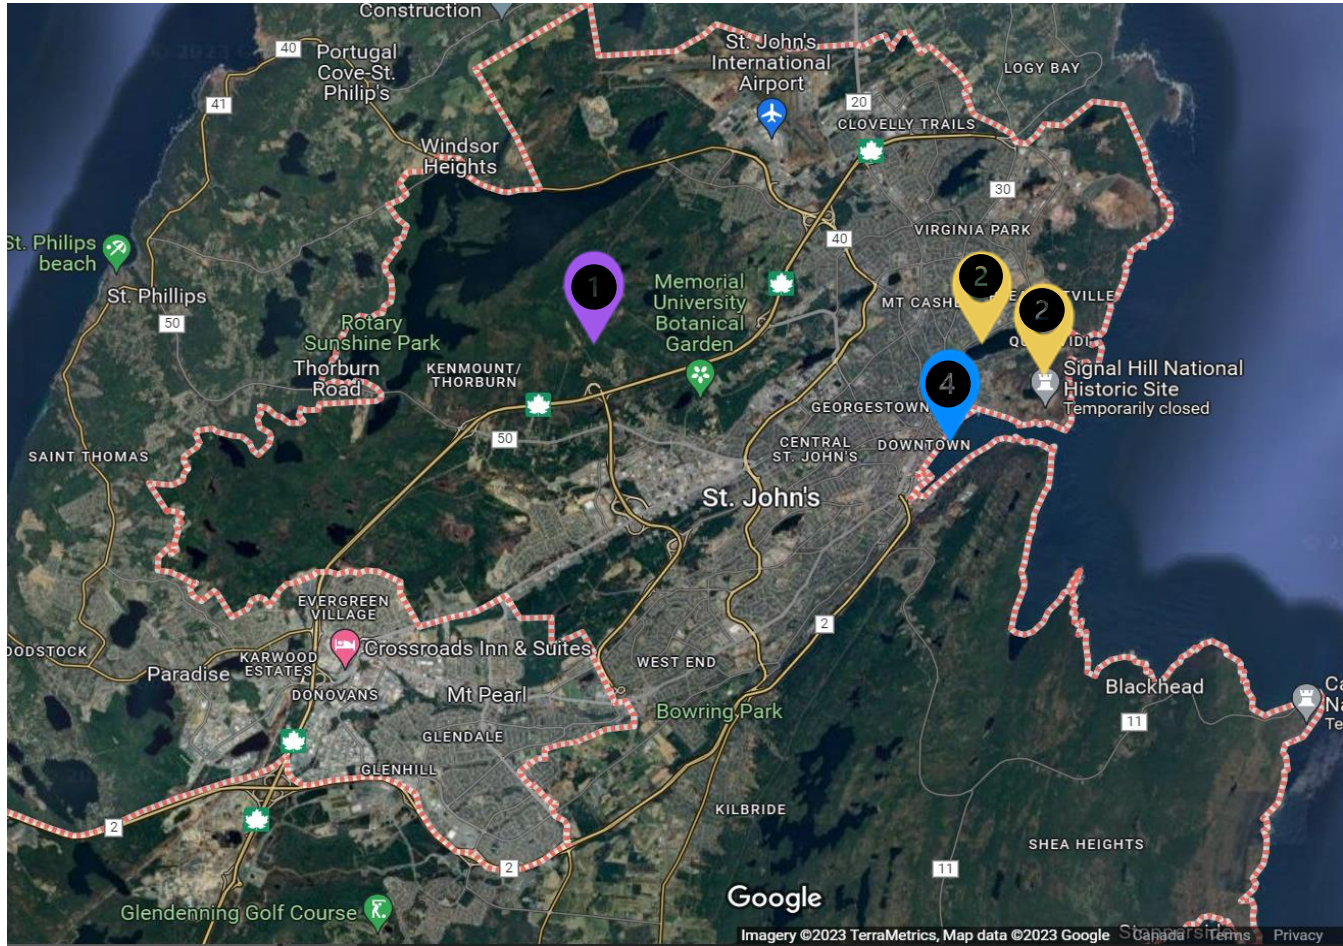 Construction
40
Portugal
Cove-St.
Philip's
41
St. John's
International
Airport
LOGY BAY
20
CLOVELLY TRAILS
Windsor
Heights
30
VIRGINIA PARK
40
St. Philips
beach
St. Phillips
50
1
Memorial
University
Botanical
Garden
2
2
Rotary
Sunshine Park
Thorburn
Road
KENMOUNT/
THORBURN
4
Signal Hill National
Historic Site
Temporarily closed
GEORGESTOWN
50
CENTRAL
ST. JOHN'S
DOWNTOWN
SAINT THOMAS
St. John's
EVERGREEN
VILLAGE
2
Crossroads Inn & Suites
KARWOOD
ESTATES
Paradise
WEST END
DONOVANS
Mt Pearl
Blackhead
Bowring Park
11
GLENDALE
GLENHILL
KILBRIDE
2
SHEA HEIGHTS
2
11
Google
Glendenning Golf Course
Imagery ©2023 TerraMetrics, Map data ©2023 Google
Canada
Terms
Privacy